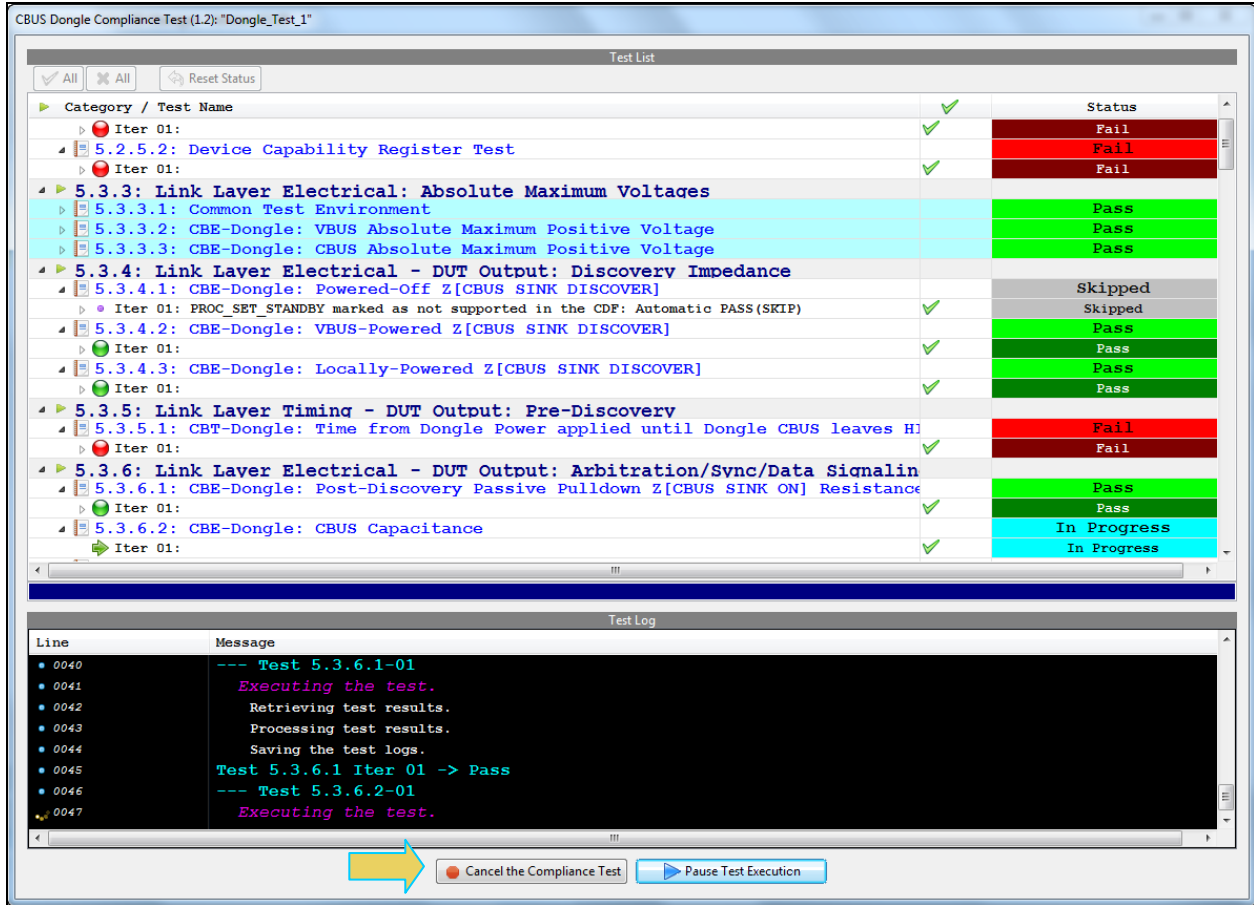 CBUS Dongle Compliance Test (1.2): "Dongle_Test_1"
Test List
All All Reset Status
Category / Test Name Status
Iter 01: Fail
5.2.5.2: Device Capability Register Test Fail
Iter 01: Fail
5.3.3: Link Layer Electrical: Absolute Maximum Voltages
5.3.3.1: Common Test Environment Pass
5.3.3.2: CBE-Dongle: VBUS Absolute Maximum Positive Voltage Pass
5.3.3.3: CBE-Dongle: CBUS Absolute Maximum Positive Voltage Pass
5.3.4: Link Layer Electrical - DUT Output: Discovery Impedance
5.3.4.1: CBE-Dongle: Powered-Off Z[CBUS SINK DISCOVER] Skipped
Iter 01: PROC_SET_STANDBY marked as not supported in the CDF: Automatic PASS(SKIP) Skipped
5.3.4.2: CBE-Dongle: VBUS-Powered Z[CBUS SINK DISCOVER] Pass
Iter 01: Pass
5.3.4.3: CBE-Dongle: Locally-Powered Z[CBUS SINK DISCOVER] Pass
Iter 01: Pass
5.3.5: Link Layer Timing - DUT Output: Pre-Discovery
5.3.5.1: CBT-Dongle: Time from Dongle Power applied until Dongle CBUS leaves HI Fail
Iter 01: Fail
5.3.6: Link Layer Electrical - DUT Output: Arbitration/Sync/Data Signalin
5.3.6.1: CBE-Dongle: Post-Discovery Passive Pulldown Z[CBUS SINK ON] Resistance Pass
Iter 01: Pass
5.3.6.2: CBE-Dongle: CBUS Capacitance In Progress
Iter 01: In Progress
Test Log
Line Message
0040 --- Test 5.3.6.1-01
0041 Executing the test.
0042 Retrieving test results.
0043 Processing test results.
0044 Saving the test logs.
0045 Test 5.3.6.1 Iter 01 -> Pass
0046 --- Test 5.3.6.2-01
0047 Executing the test.
Cancel the Compliance Test Pause Test Execution